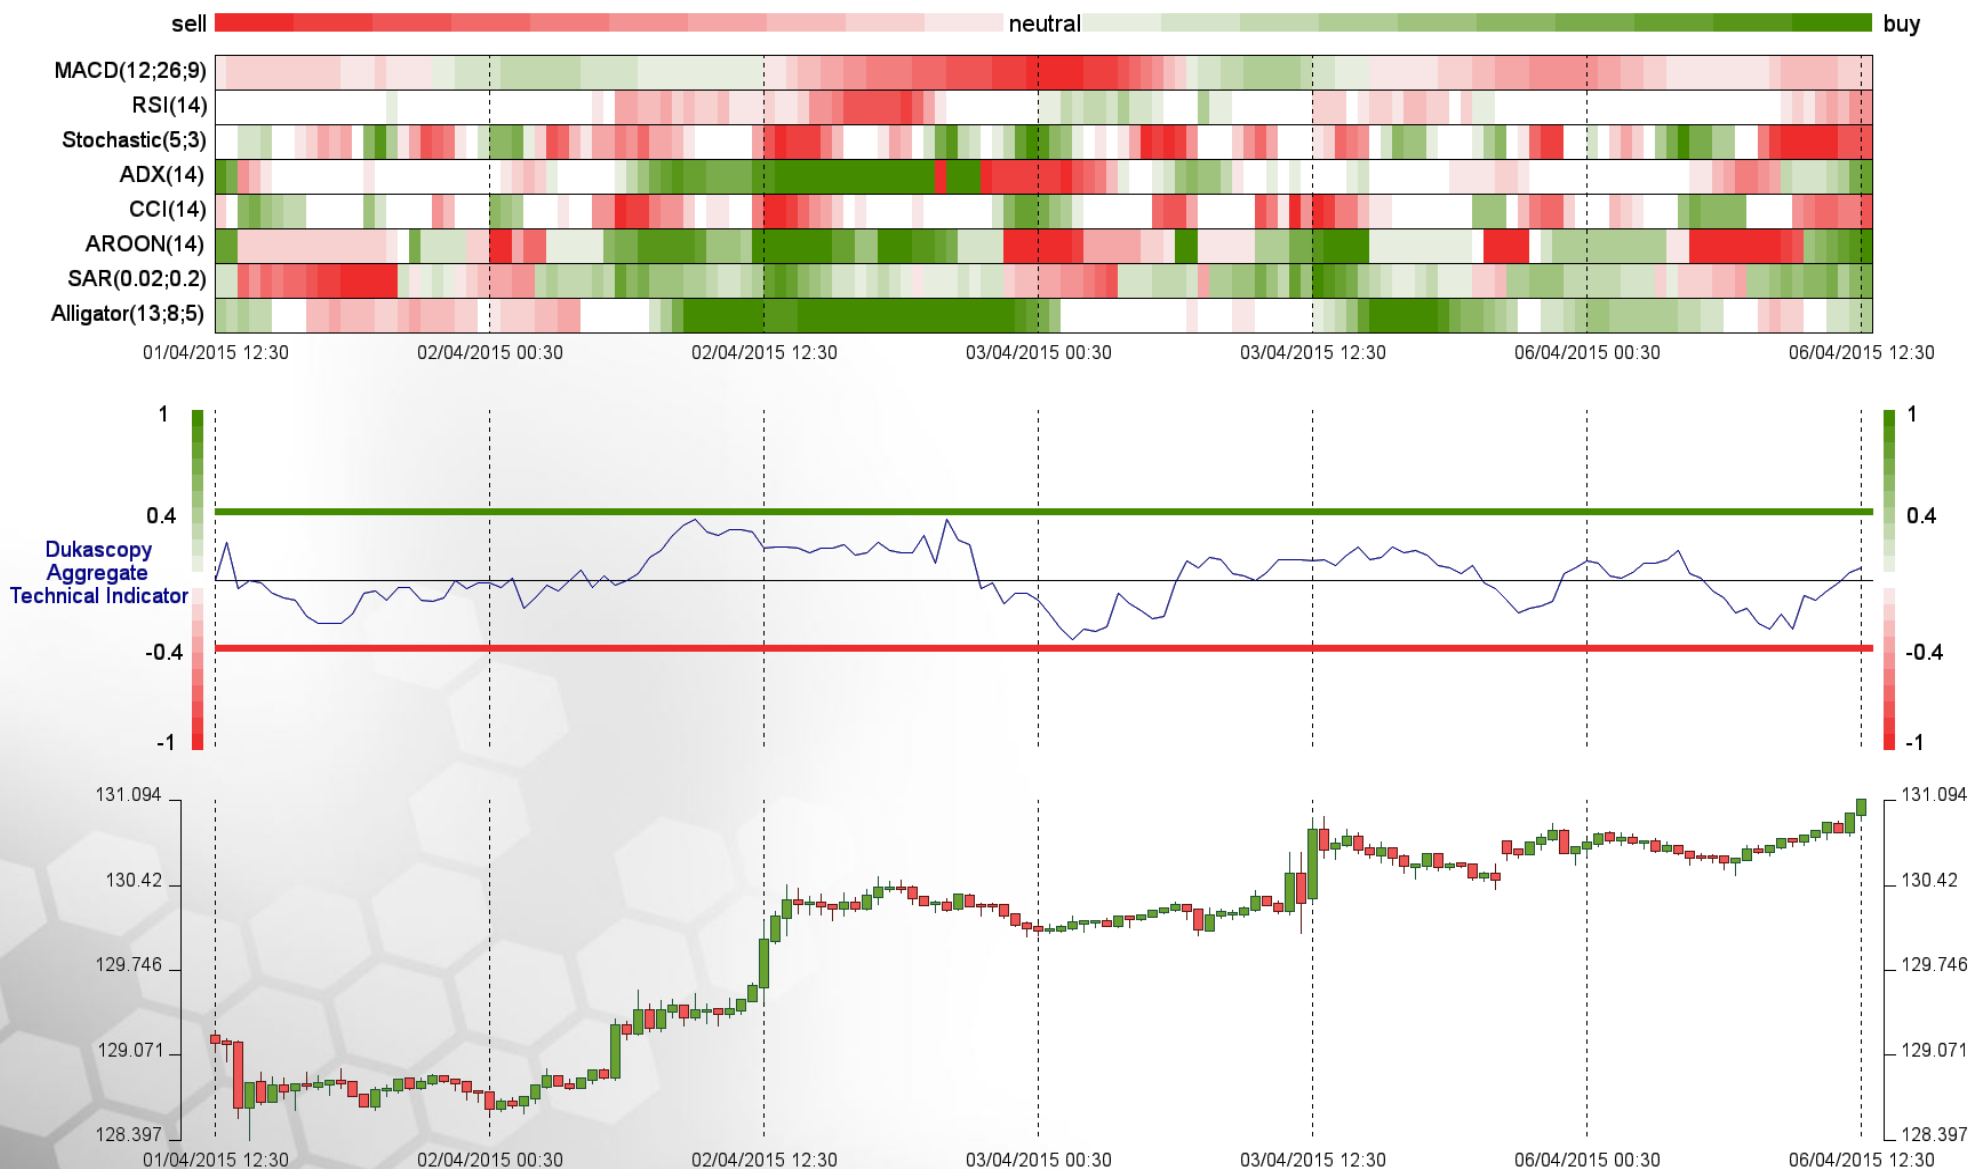 sell neutral buy
MACD(12;26;9)
RSI(14)
Stochastic(5;3)
ADX(14)
CCI(14)
AROON(14)
SAR(0.02;0.2)
Alligator(13;8;5)
01/04/2015 12:30 02/04/2015 00:30 02/04/2015 12:30 03/04/2015 00:30 03/04/2015 12:30 06/04/2015 00:30 06/04/2015 12:30
1 1
0.4 0.4
Dukascopy
Aggregate
Technical Indicator
-0.4 -0.4
-1 -1
131.094 131.094
130.42 130.42
129.746 129.746
129.071 129.071
128.397 128.397
01/04/2015 12:30 02/04/2015 00:30 02/04/2015 12:30 03/04/2015 00:30 03/04/2015 12:30 06/04/2015 00:30 06/04/2015 12:30